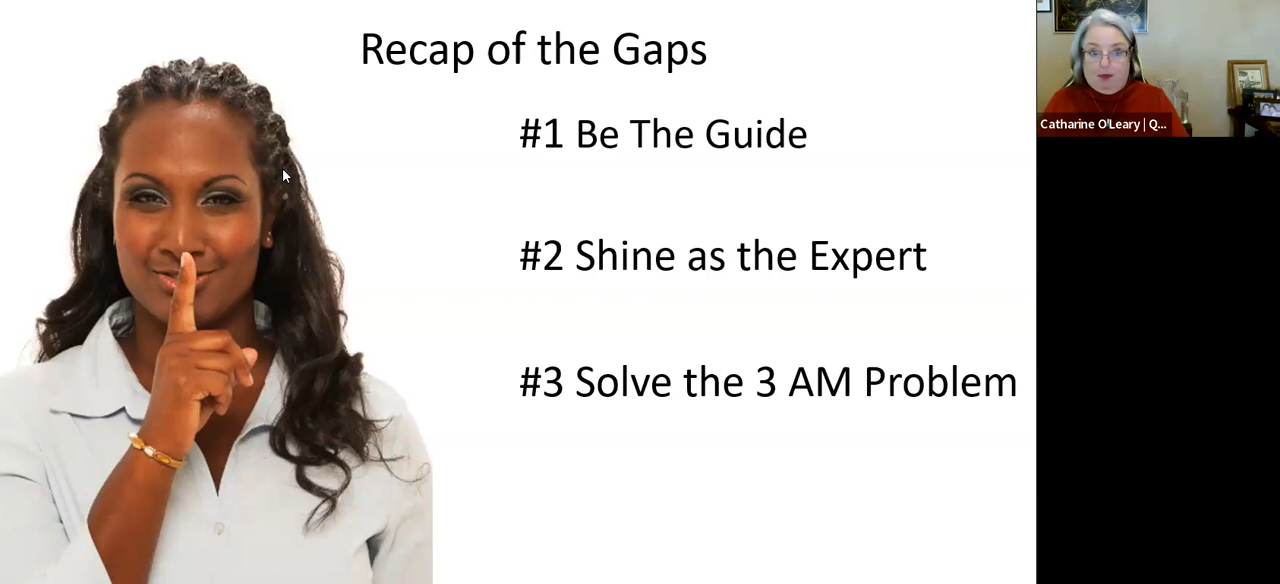 Recap of the Gaps
#1 Be The Guide
#2 Shine as the Expert
#3 Solve the 3 AM Problem
Catharine O'Leary | Q...